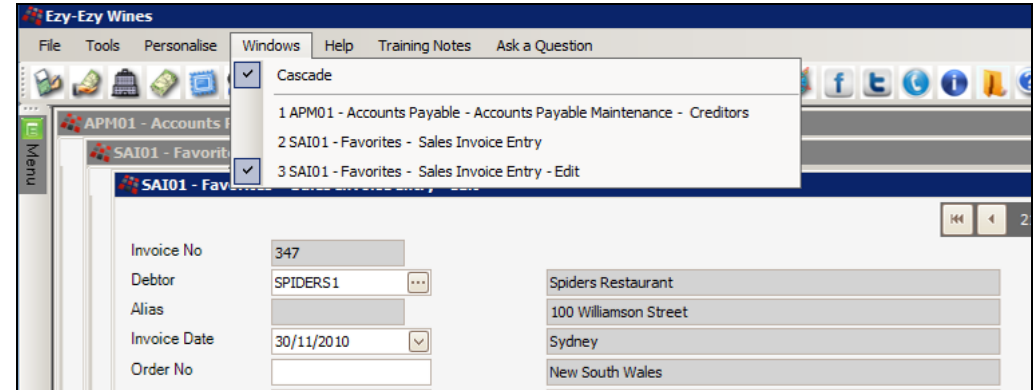 Ezy-Ezy Wines
File Tools Personalise Windows Help Training Notes Ask a Question
Cascade
1 APM01 - Accounts Payable - Accounts Payable Maintenance - Creditors
2 SAI01 - Favorites - Sales Invoice Entry
3 SAI01 - Favorites - Sales Invoice Entry - Edit
Menu
APM01 - Accounts
SAI01 - Favorit
SAI01 - Fav
Invoice No 347
Debtor SPIDERS1 ... Spiders Restaurant
Alias 100 Williamson Street
Invoice Date 30/11/2010 Sydney
Order No New South Wales